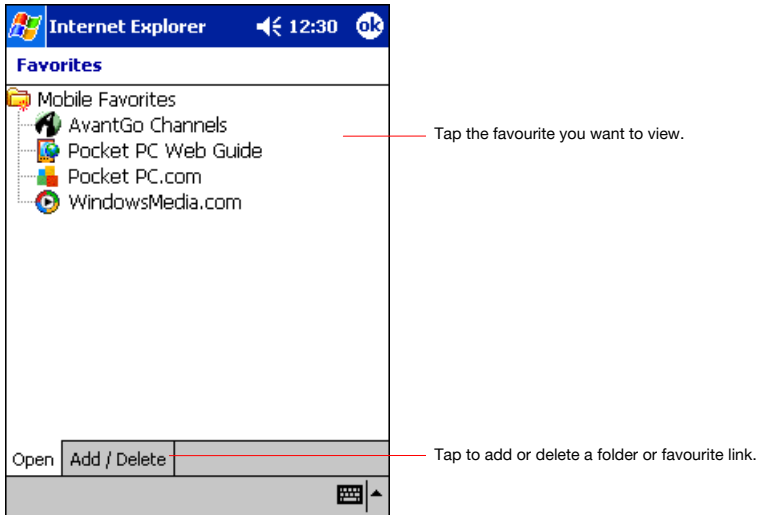 Internet Explorer 12:30 ok
Favorites
Mobile Favorites
AvantGo Channels
Pocket PC Web Guide
Pocket PC.com
WindowsMedia.com
Tap the favourite you want to view.
Open Add / Delete
Tap to add or delete a folder or favourite link.